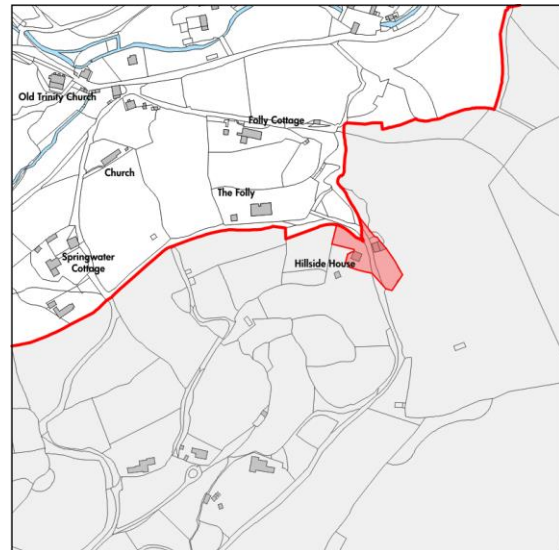 Old Trinity Church
Folly Cottage
Church
The Folly
Springwater
Cottage
Hillside House